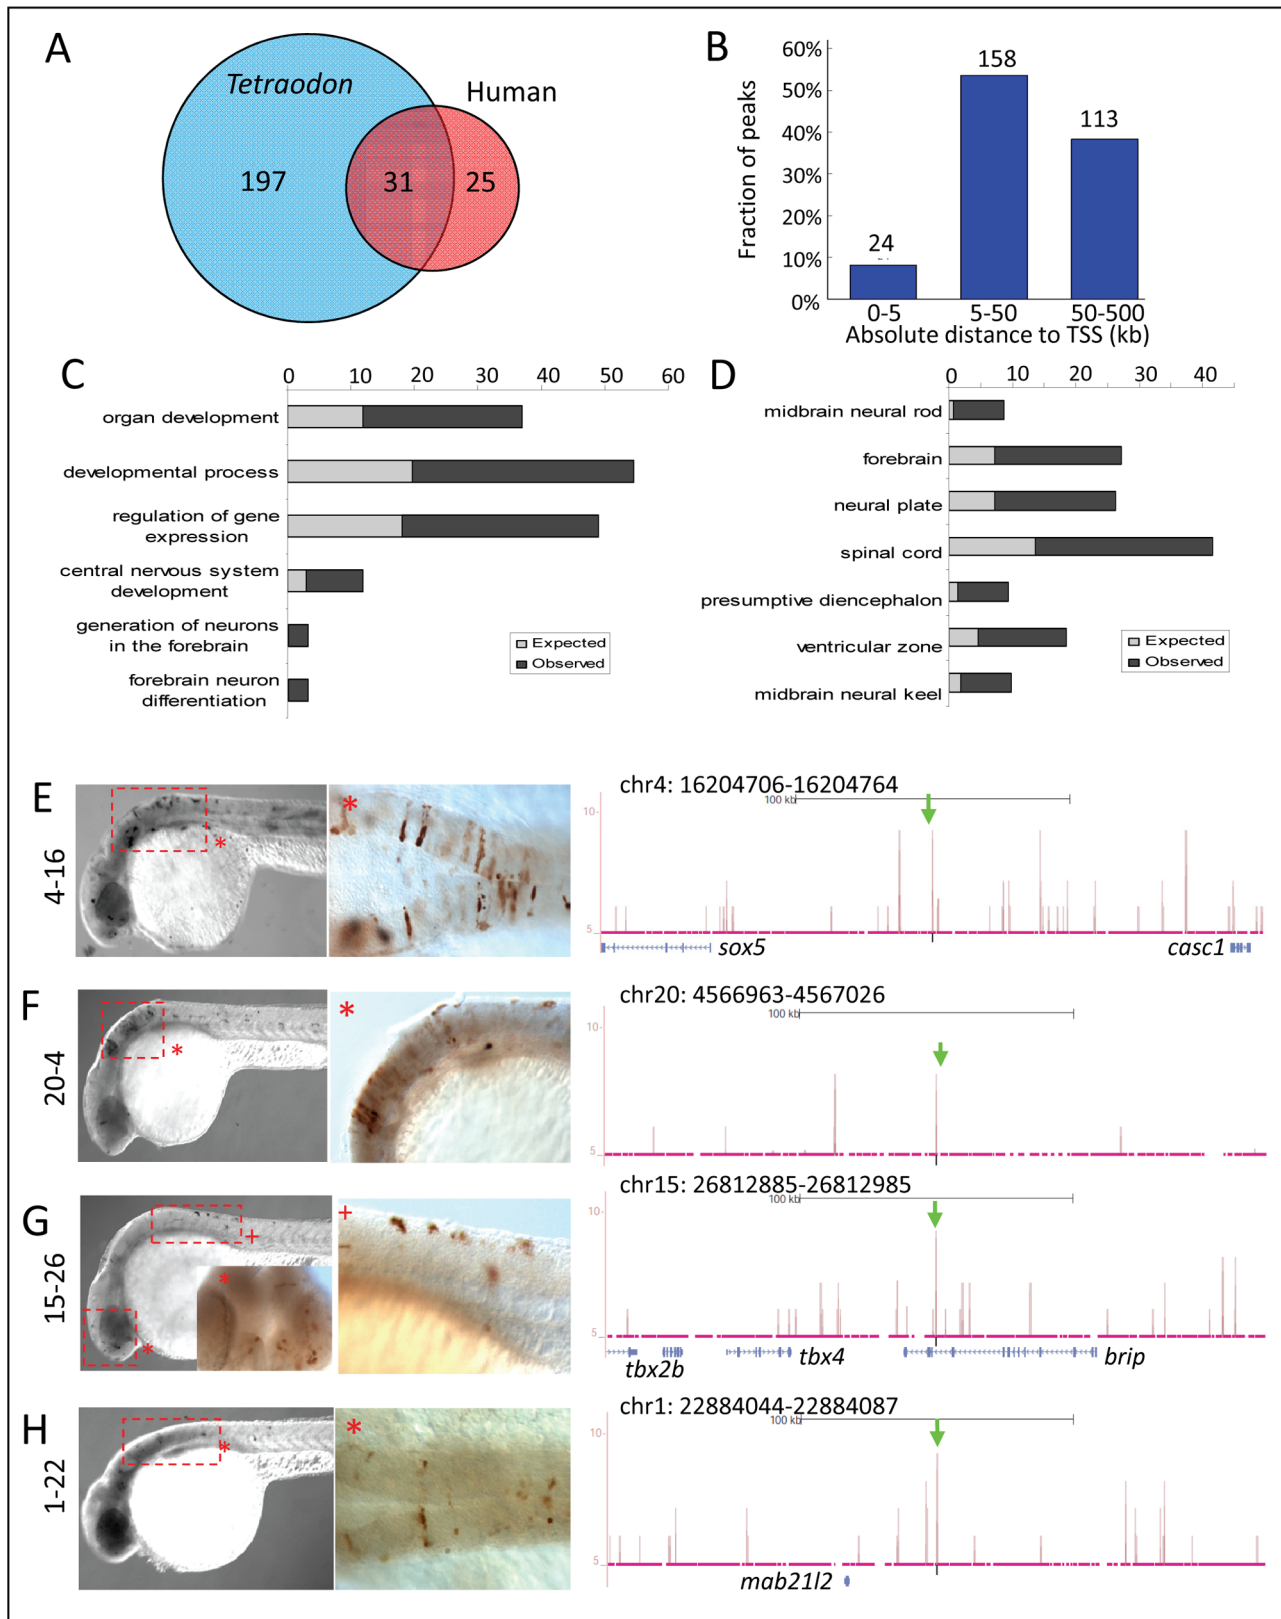 A
Tetraodon
Human
197
31
25
B
Fraction of peaks
60%
50%
40%
30%
20%
10%
0%
24
158
113
0-5
5-50
50-500
Absolute distance to TSS (kb)
C
0
10
20
30
40
50
60
organ development
developmental process
regulation of gene
expression
central nervous system
development
generation of neurons
in the forebrain
forebrain neuron
differentiation
Expected
Observed
D
0
10
20
30
40
midbrain neural rod
forebrain
neural plate
spinal cord
presumptive diencephalon
ventricular zone
midbrain neural keel
Expected
Observed
E
4-16
*
*
chr4: 16204706-16204764
100 kb
10
5
sox5
casc1
F
20-4
*
*
chr20: 4566963-4567026
100 kb
10
5
G
15-26
+
*
*
+
chr15: 26812885-26812985
100 kb
10
5
tbx2b
tbx4
brip
H
1-22
*
*
chr1: 22884044-22884087
100 kb
10
5
mab21l2